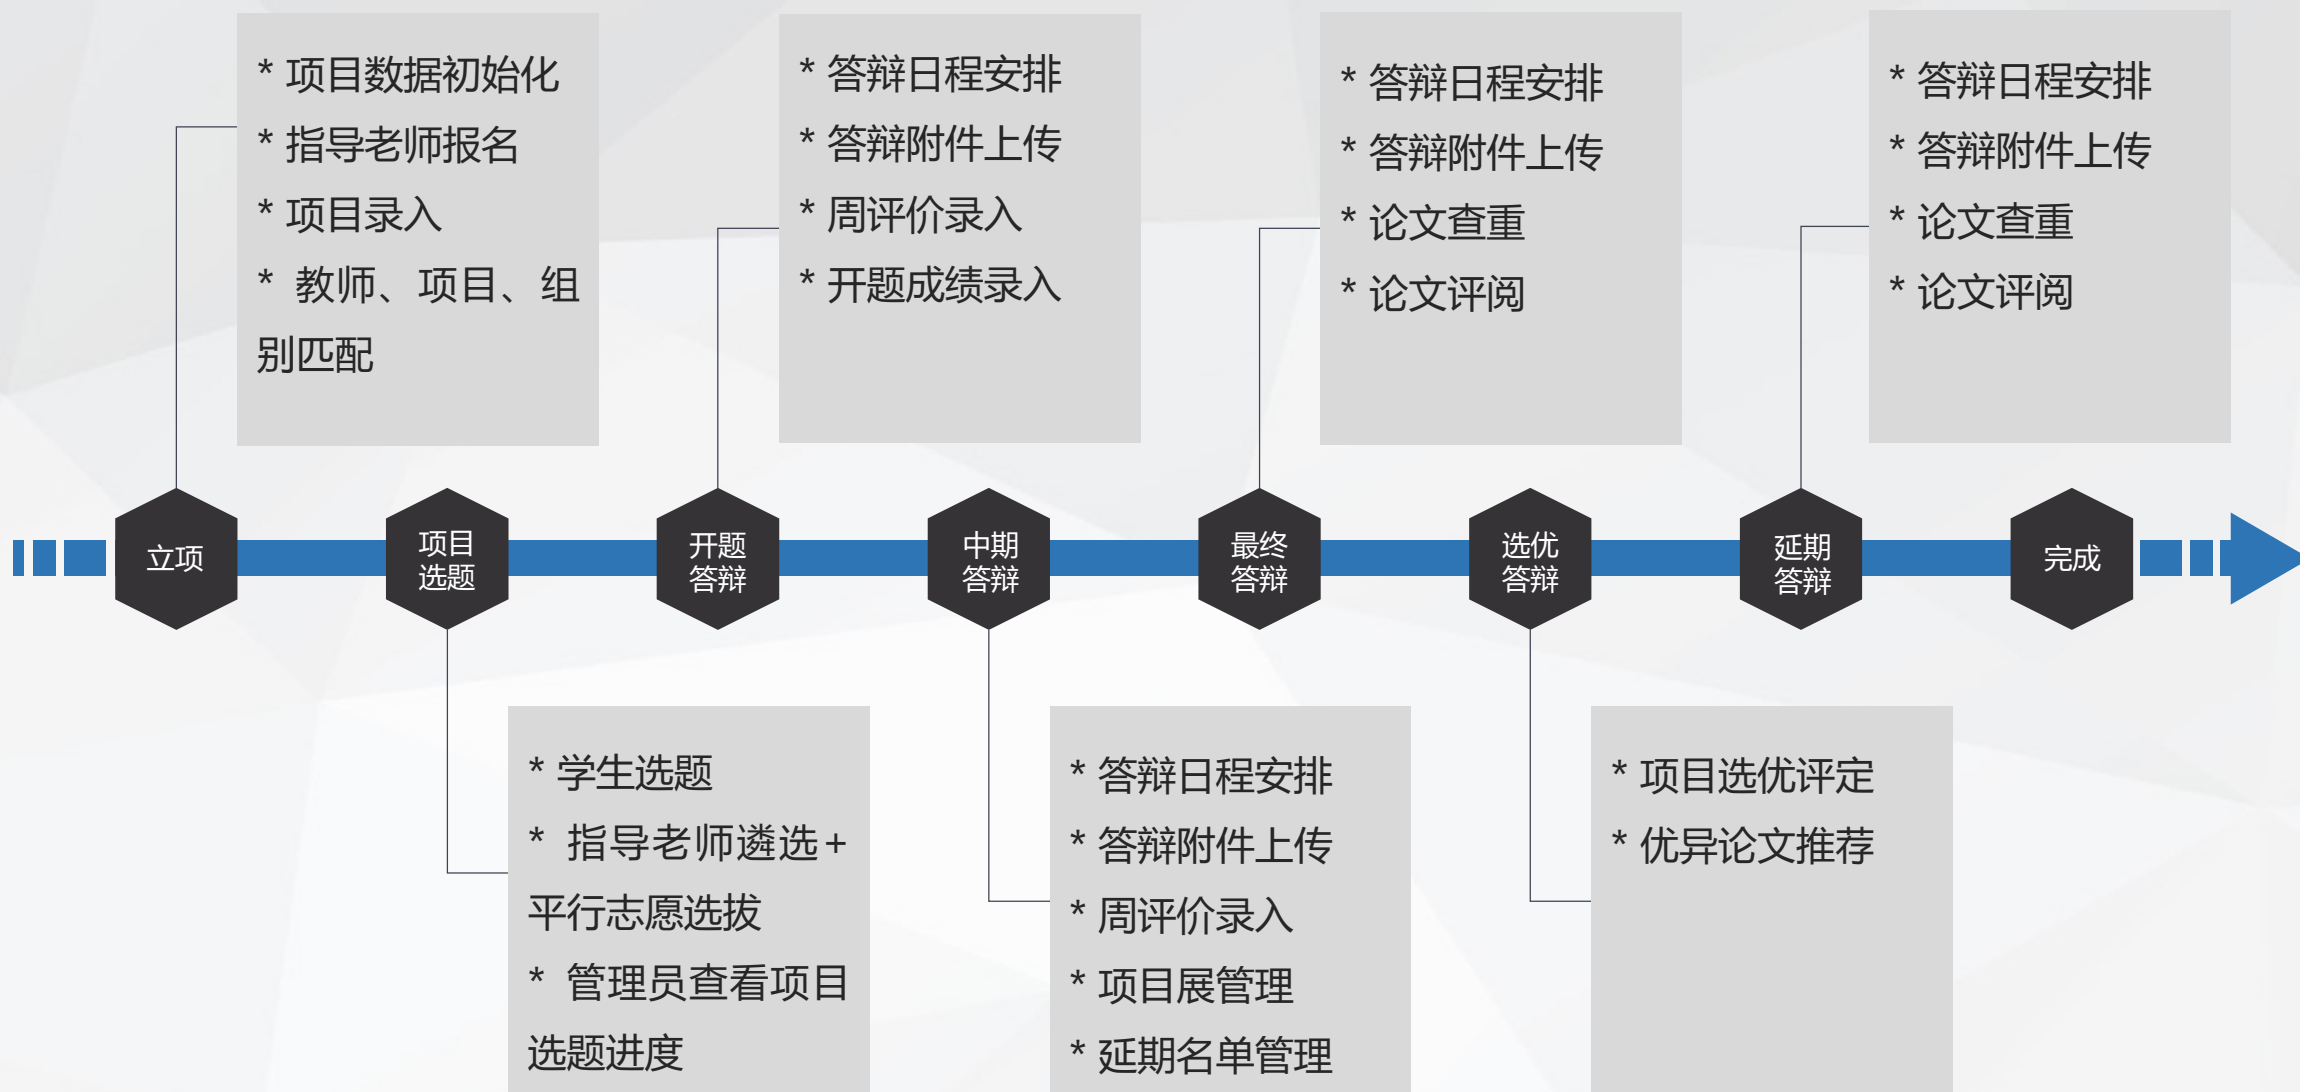 * 项目数据初始化
* 指导老师报名
* 项目录入
* 教师、项目、组
别匹配
* 答辩日程安排
* 答辩附件上传
* 周评价录入
* 开题成绩录入
* 答辩日程安排
* 答辩附件上传
* 论文查重
* 论文评阅
* 答辩日程安排
* 答辩附件上传
* 论文查重
* 论文评阅
立项
项目
选题
开题
答辩
中期
答辩
最终
答辩
选优
答辩
延期
答辩
完成
* 学生选题
* 指导老师遴选+
平行志愿选拔
* 管理员查看项目
选题进度
* 答辩日程安排
* 答辩附件上传
* 周评价录入
* 项目展管理
* 延期名单管理
* 项目选优评定
* 优异论文推荐